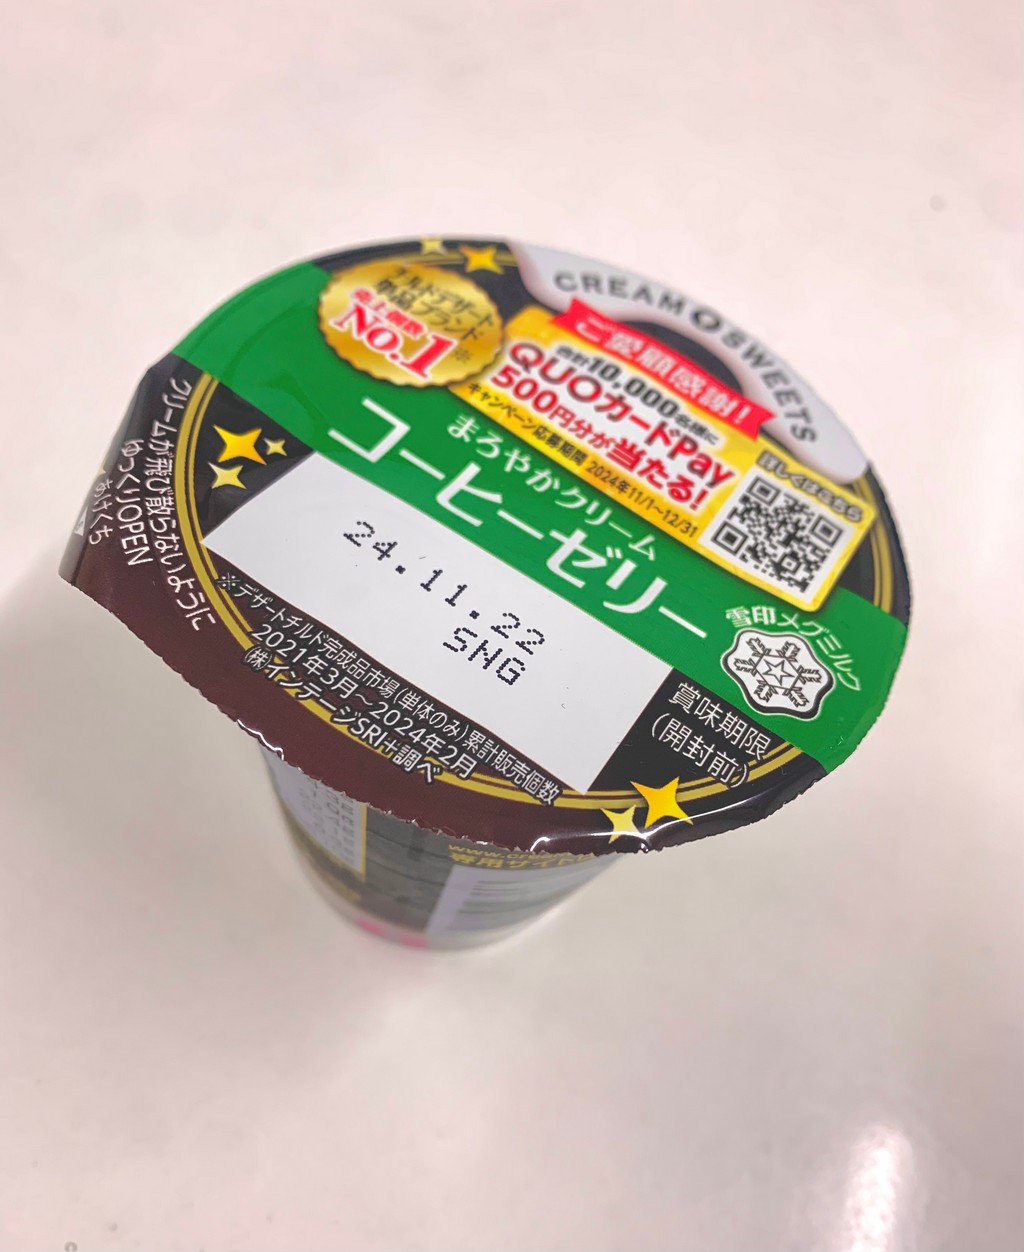 CREAM SWEETS
チルドデザート
単品ブランド
売上個数
No.1※
ご愛顧感謝!
合計10,000名様に
QUOカードPay
500円分が当たる!
キャンペーン応募期間 2024年11/1~12/31
詳しくはこちら
まろやかクリーム
コーヒーゼリー
雪印メグミルク
24.11.22
SNG
賞味期限
(開封前)
※デザートチルド完成品市場(単体のみ)累計販売個数
2021年3月~2024年2月
(株)インテージSRI+調べ
クリームが飛び散らないように
ゆっくりOPEN
おけくち
専用サイト